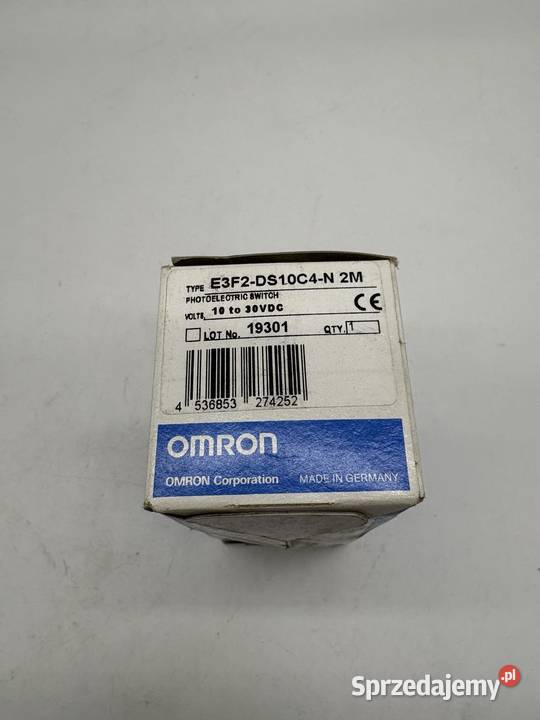 TYPE E3F2-DS10C4-N 2M
PHOTOELECTRIC SWITCH
VOLTS, 10 to 30VDC CE
LOT No. 19301 QTY. 1
4 536853 274252
OMRON
OMRON Corporation MADE IN GERMANY
Sprzedajemy.pl